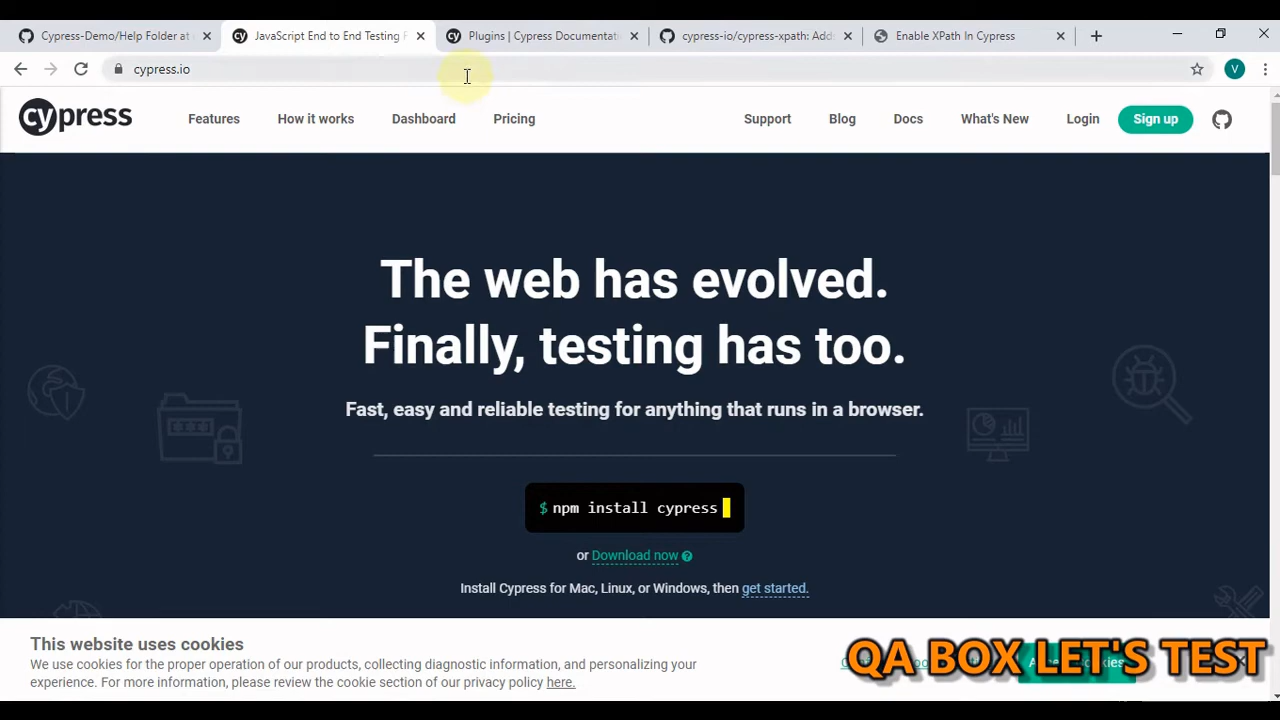 Cypress-Demo/Help Folder at
JavaScript End to End Testing F
Plugins | Cypress Documentati
cypress-io/cypress-xpath: Adds
Enable XPath In Cypress
cypress.io
V
cypress
Features
How it works
Dashboard
Pricing
Support
Blog
Docs
What's New
Login
Sign up
The web has evolved.
Finally, testing has too.
Fast, easy and reliable testing for anything that runs in a browser.
$ npm install cypress
or Download now ?
Install Cypress for Mac, Linux, or Windows, then get started.
This website uses cookies
We use cookies for the proper operation of our products, collecting diagnostic information, and personalizing your
experience. For more information, please review the cookie section of our privacy policy here.
QA BOX LET'S TEST